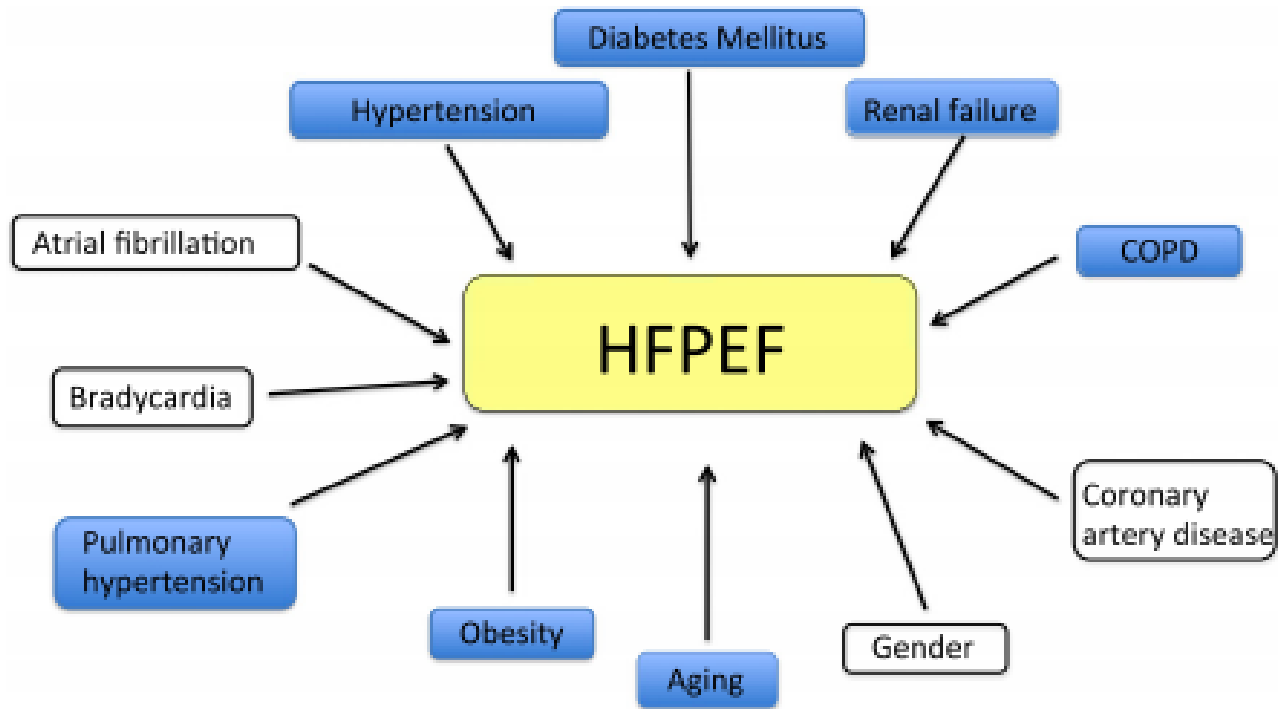 Diabetes Mellitus
Hypertension
Renal failure
Atrial fibrillation
COPD
HFPEF
Bradycardia
Coronary
artery disease
Pulmonary
hypertension
Obesity
Gender
Aging